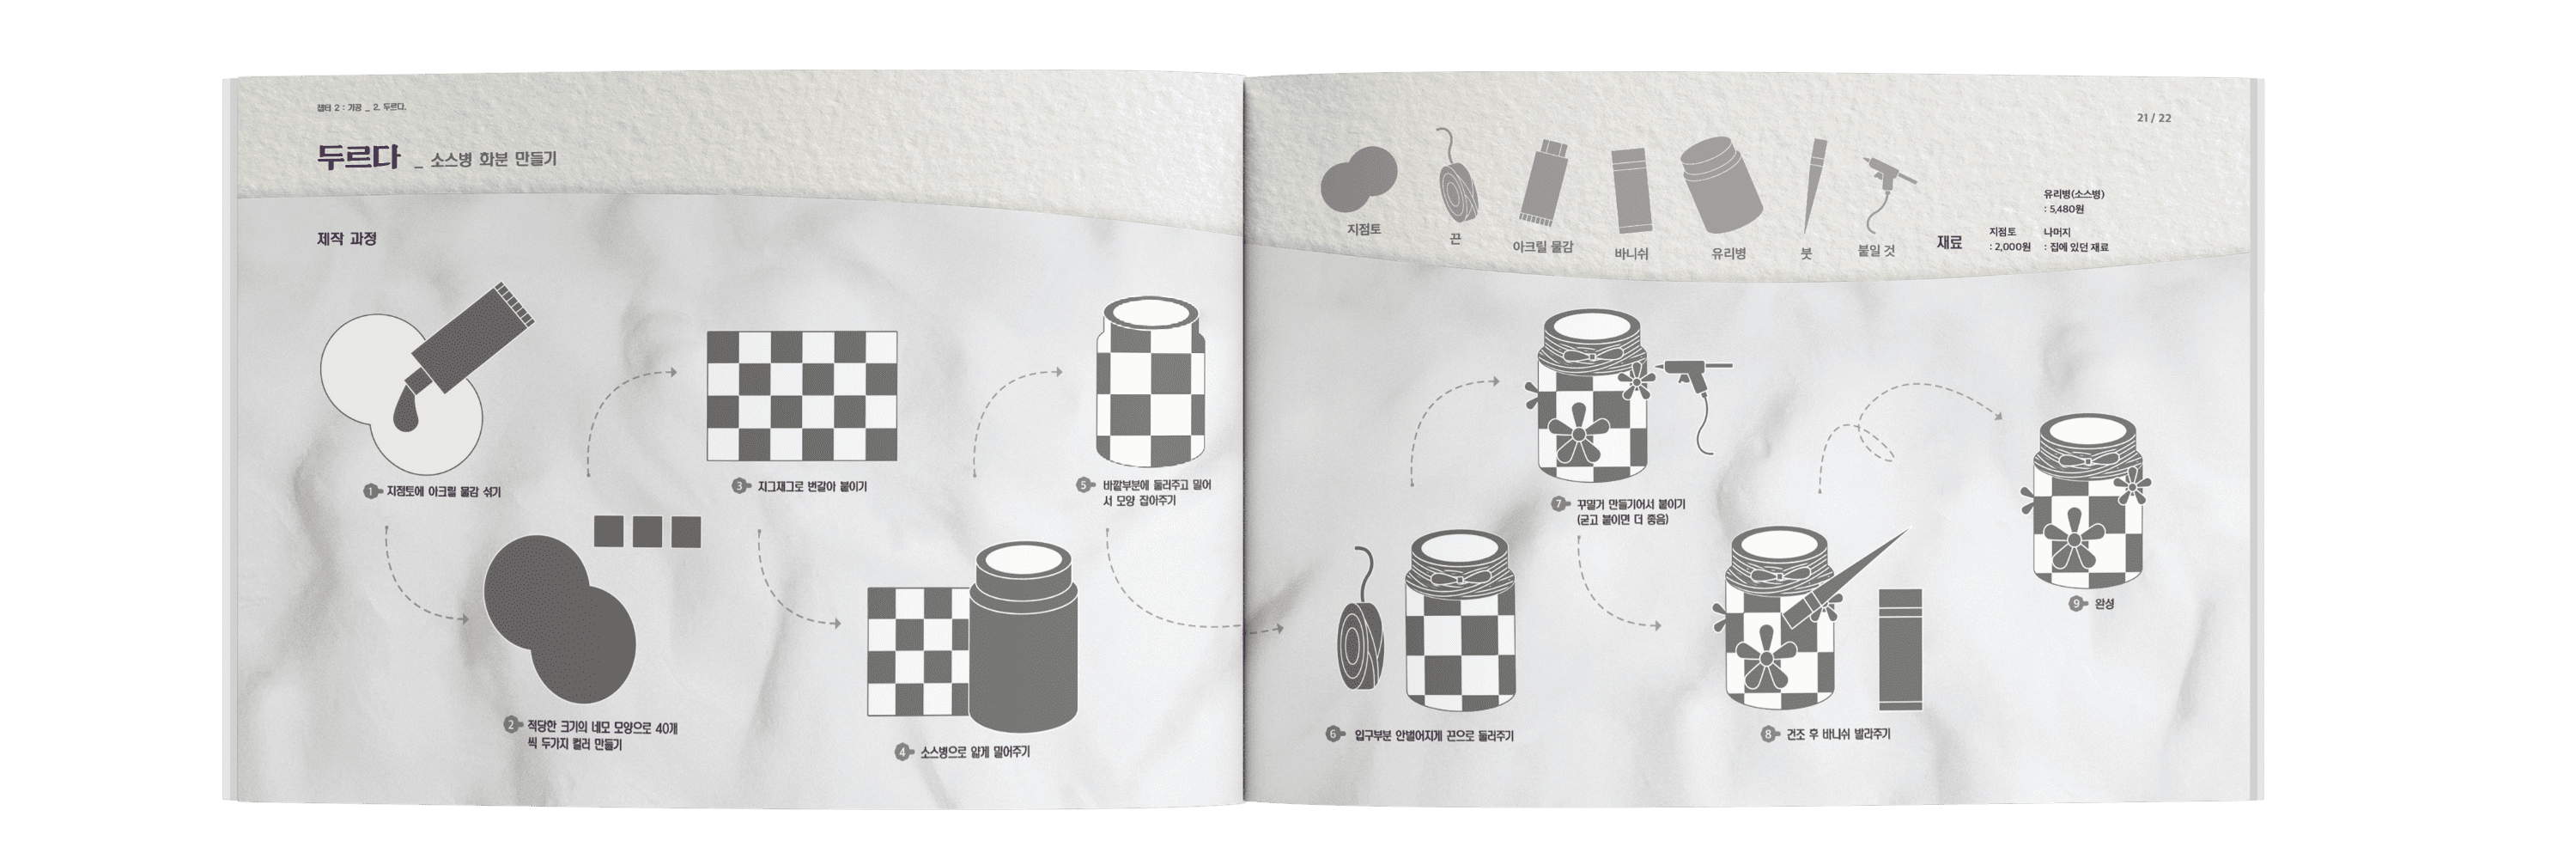 챕터 2 : 가공 _ 2. 두르다.
두르다 _ 소스병 화분 만들기
제작 과정
1 지점토에 아크릴 물감 섞기
2 적당한 크기의 네모 모양으로 40개
씩 두가지 컬러 만들기
3 지그재그로 번갈아 붙이기
4 소스병으로 얇게 밀어주기
5 바깥부분에 둘러주고 밀어
서 모양 잡아주기
21 / 22
지점토
끈
아크릴 물감
바니쉬
유리병
붓
붙일 것
재료
지점토
: 2,000원
유리병(소스병)
: 5,480원
나머지
: 집에 있던 재료
6 입구부분 안벌어지게 끈으로 둘러주기
7 꾸밀거 만들기어서 붙이기
(굳고 붙이면 더 좋음)
8 건조 후 바니쉬 발라주기
9 완성